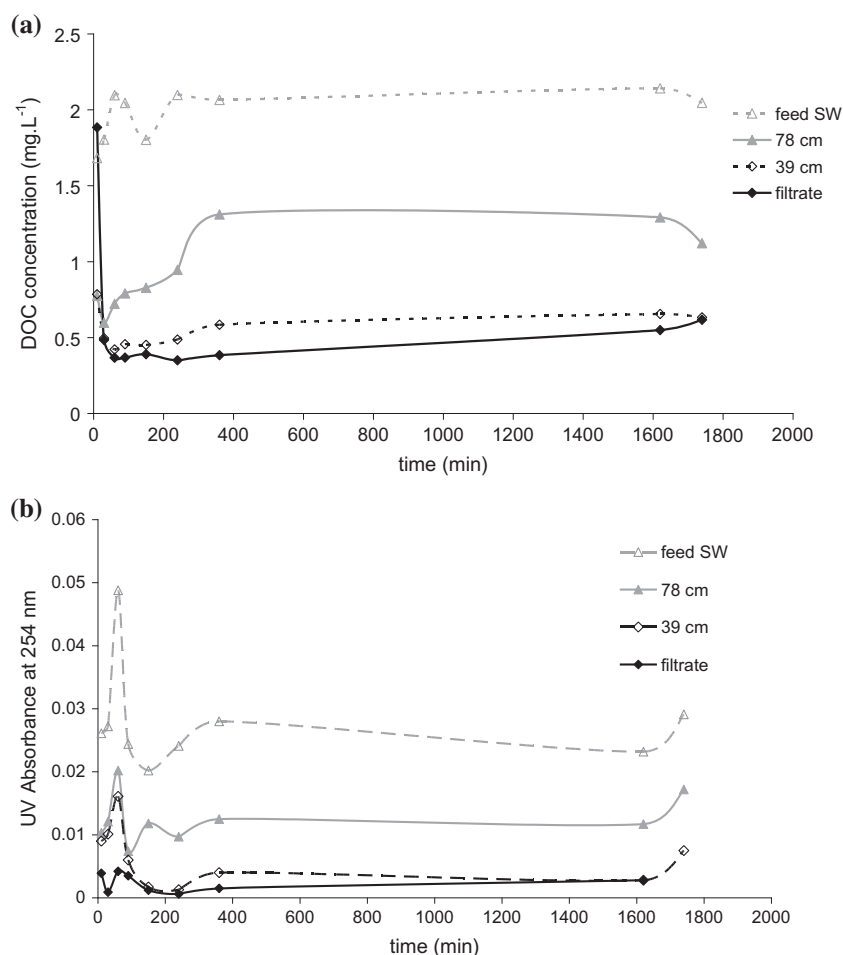 (a)
DOC concentration (mg.L⁻¹)
2.5
2
1.5
1
0.5
0
0 200 400 600 800 1000 1200 1400 1600 1800 2000
time (min)
feed SW
78 cm
39 cm
filtrate
(b)
UV Absorbance at 254 nm
0.06
0.05
0.04
0.03
0.02
0.01
0
0 200 400 600 800 1000 1200 1400 1600 1800 2000
time (min)
feed SW
78 cm
39 cm
filtrate